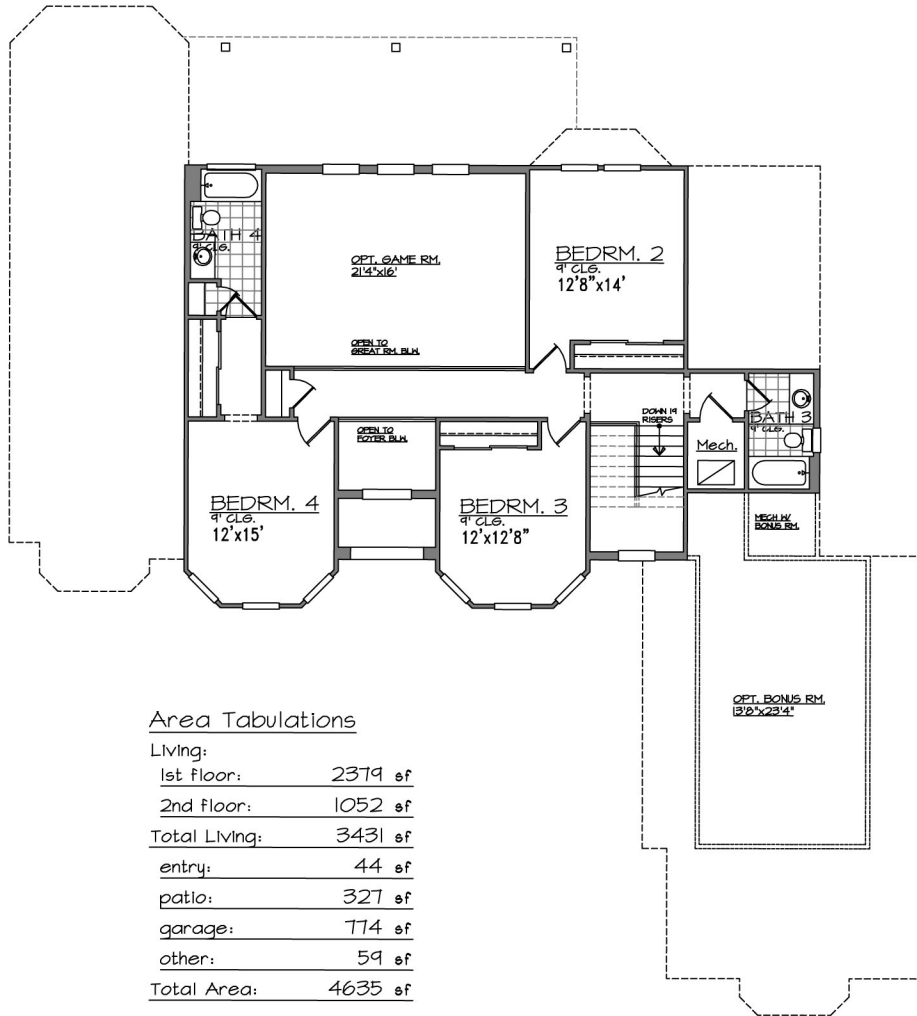 BATH 4
9' CLG.
OPT. GAME RM.
21'4"x16'
OPEN TO
GREAT RM. BLW.
BEDRM. 2
9' CLG.
12'8"x14'
OPEN TO
FOYER BLW.
DOWN 19
RISERS
Mech.
BATH 3
9' CLG.
BEDRM. 4
9' CLG.
12'x15'
BEDRM. 3
9' CLG.
12'x12'8"
MECH W/
BONUS RM.
OPT. BONUS RM.
13'8"x23'4"
Area Tabulations
Living:
1st floor: 2379 sf
2nd floor: 1052 sf
Total Living: 3431 sf
entry: 44 sf
patio: 327 sf
garage: 774 sf
other: 59 sf
Total Area: 4635 sf